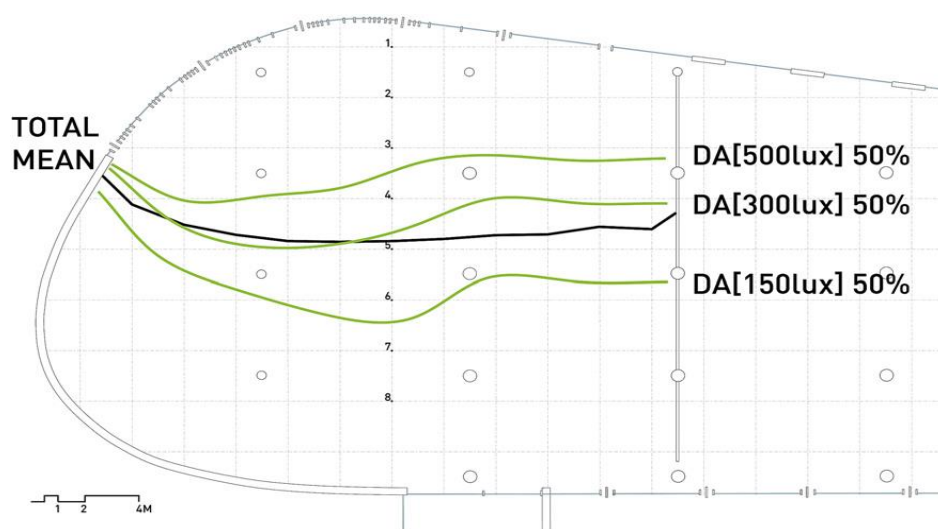 1.
2.
TOTAL
MEAN
3.
DA[500lux] 50%
4.
DA[300lux] 50%
5.
DA[150lux] 50%
6.
7.
8.
1 2 4M